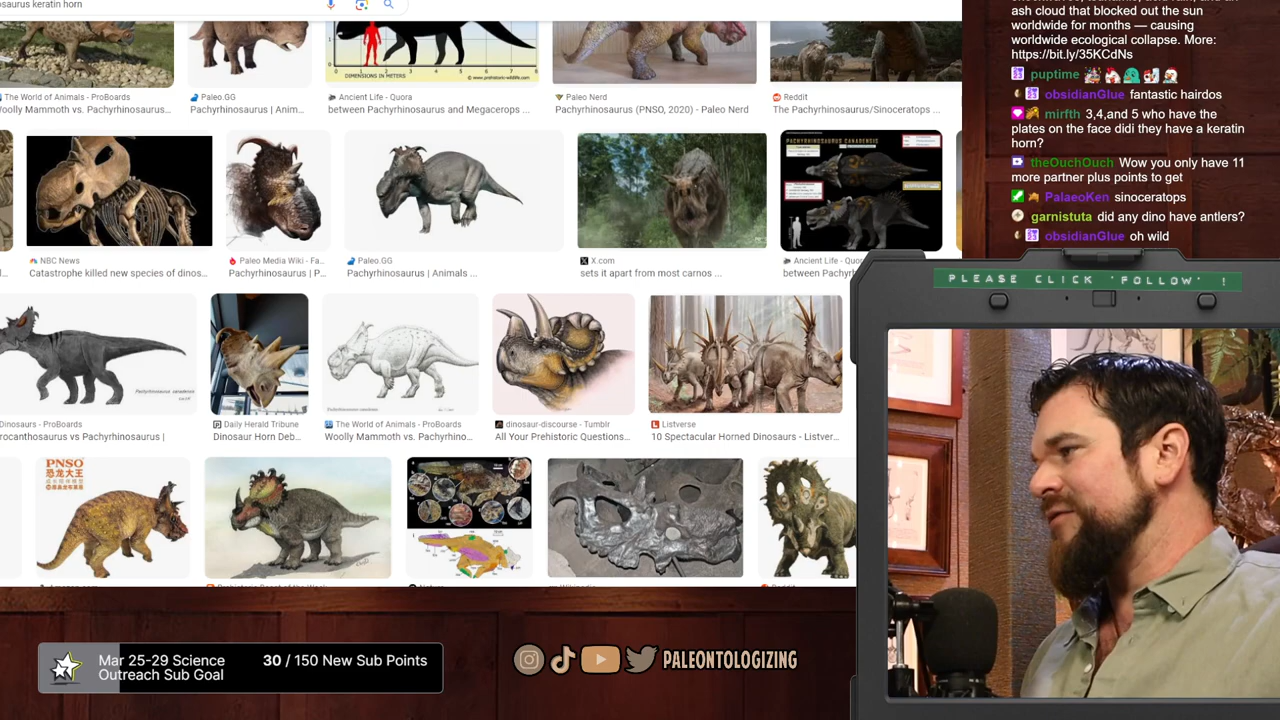 osaurus keratin horn
DIMENSIONS IN METERS
© www.prehistoric-wildlife.com
The World of Animals - ProBoards
Woolly Mammoth vs. Pachyrhinosaurus...
Paleo.GG
Pachyrhinosaurus | Anim...
Ancient Life - Quora
between Pachyrhinosaurus and Megacerops ...
Paleo Nerd
Pachyrhinosaurus (PNSO, 2020) - Paleo Nerd
Reddit
The Pachyrhinosaurus/Sinoceratops ...
PACHYRHINOSAURUS CANADENSIS
NBC News
Catastrophe killed new species of dinos...
Paleo Media Wiki - Fa...
Pachyrhinosaurus | P...
Paleo.GG
Pachyrhinosaurus | Animals ...
X.com
sets it apart from most carnos ...
Ancient Life - Quora
between Pachyrh
Dinosaurs - ProBoards
rocanthosaurus vs Pachyrhinosaurus |
Daily Herald Tribune
Dinosaur Horn Deb...
The World of Animals - ProBoards
Woolly Mammoth vs. Pachyrhino...
dinosaur-discourse - Tumblr
All Your Prehistoric Questions...
Listverse
10 Spectacular Horned Dinosaurs - Listver...
PNSO
恐龙大王
ash cloud that blocked out the sun
worldwide for months — causing
worldwide ecological collapse. More:
https://bit.ly/35KCdNs
puptime
obsidianGlue fantastic hairdos
mirfth 3,4,and 5 who have the
plates on the face didi they have a keratin
horn?
theOuchOuch Wow you only have 11
more partner plus points to get
PalaeoKen sinoceratops
garnistuta did any dino have antlers?
obsidianGlue oh wild
PLEASE CLICK 'FOLLOW' !
Mar 25-29 Science
Outreach Sub Goal
30 / 150 New Sub Points
PALEONTOLOGIZING